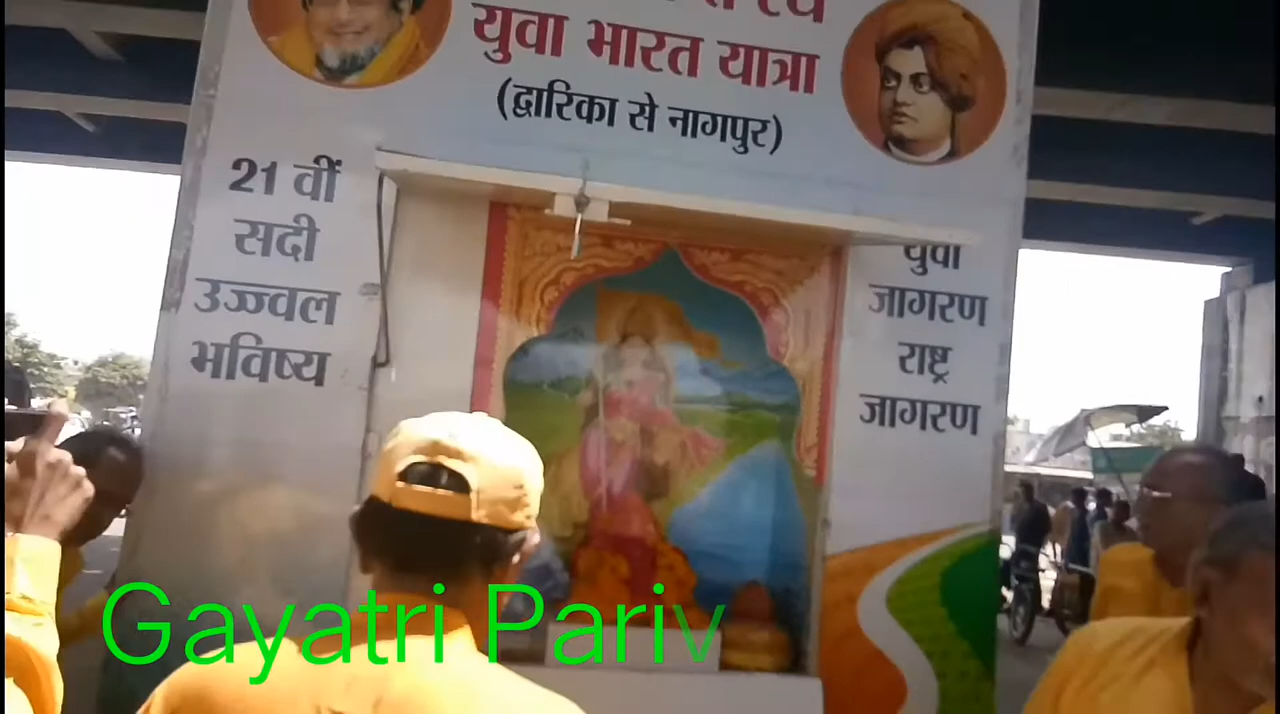 युवा भारत यात्रा
(द्वारिका से नागपुर)
21 वीं
सदी
उज्ज्वल
भविष्य
युवा
जागरण
राष्ट्र
जागरण
Gayatri Pariv